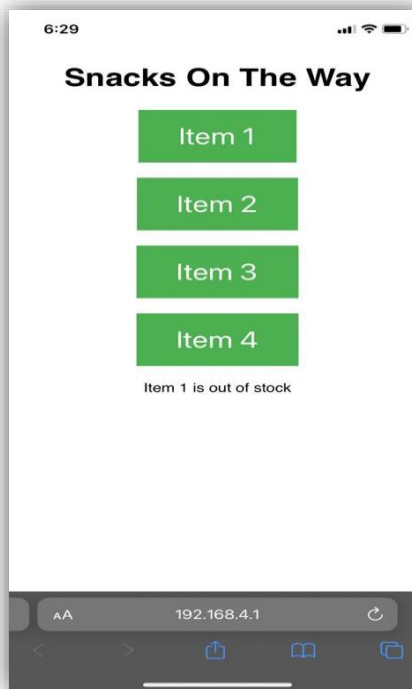 6:29
Snacks On The Way
Item 1
Item 2
Item 3
Item 4
Item 1 is out of stock
AA 192.168.4.1